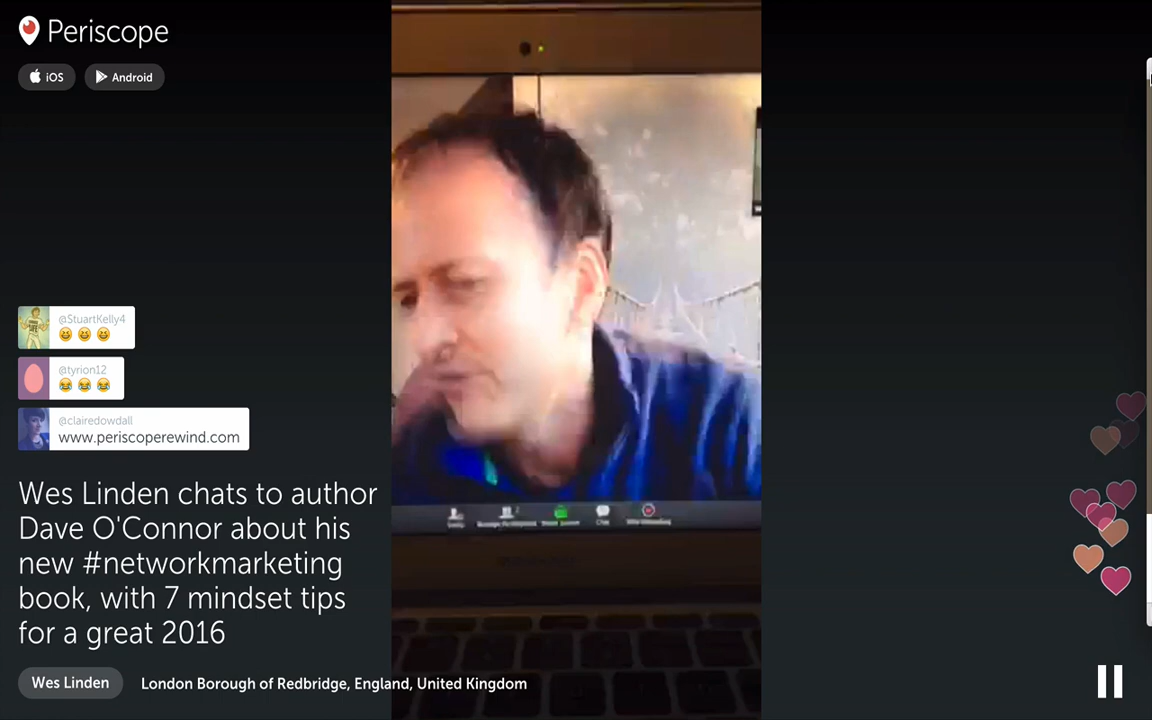 Periscope
iOS
Android
@StuartKelly4
@tyrion12
@clairedowdall
www.periscoperewind.com
Wes Linden chats to author
Dave O'Connor about his
new #networkmarketing
book, with 7 mindset tips
for a great 2016
Wes Linden
London Borough of Redbridge, England, United Kingdom